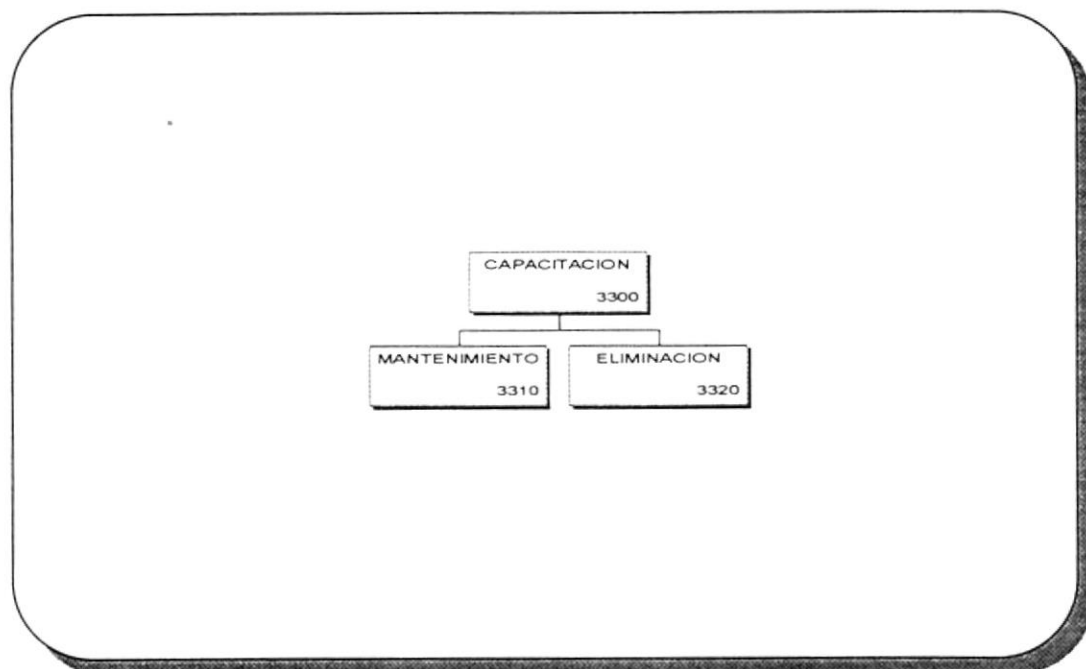 CAPACITACION
3300
MANTENIMIENTO
3310
ELIMINACION
3320